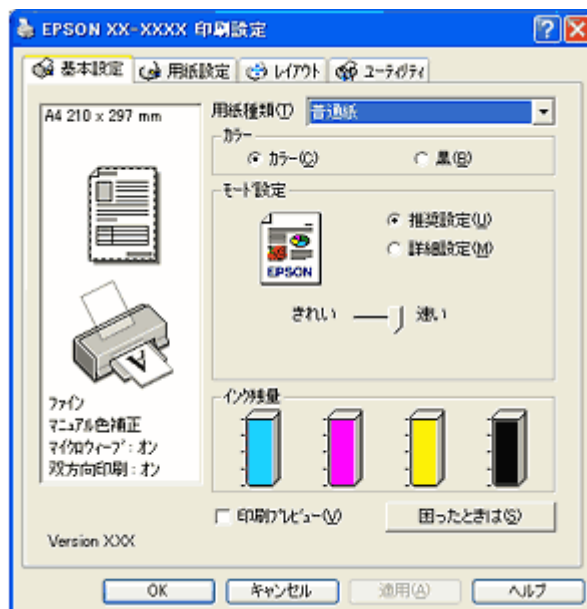 EPSON XX-XXXX 印刷設定
基本設定 用紙設定 レイアウト ユーティリティ
A4 210 x 297 mm
用紙種類(T) 普通紙
カラー
カラー(C) 黒(B)
モード設定
推奨設定(U)
詳細設定(M)
EPSON
きれい 速い
A
ファイン
マニュアル色補正
マイクロウィーブ：オン
双方向印刷：オン
インク残量
印刷プレビュー(V) 困ったときは(S)
Version XXX
OK キャンセル 適用(A) ヘルプ